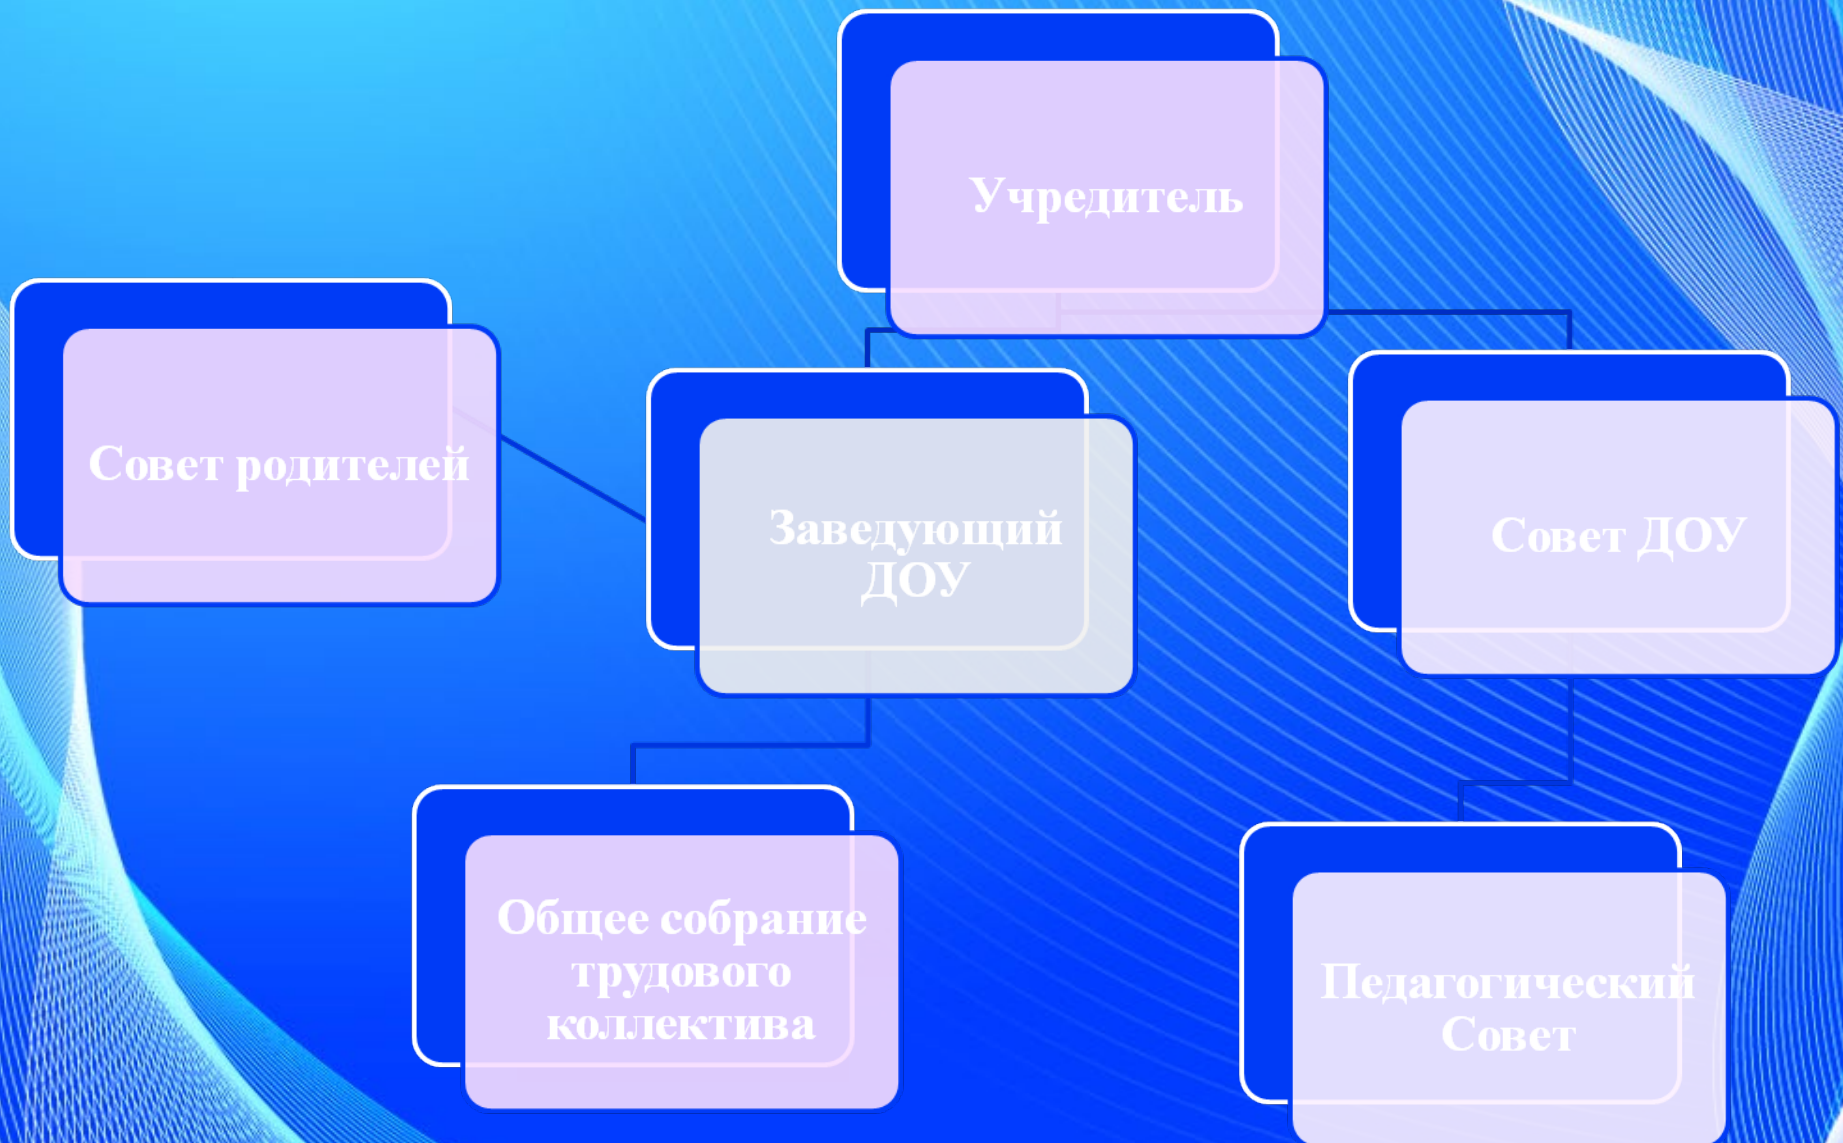 Учредитель
Совет родителей
Заведующий
ДОУ
Совет ДОУ
Общее собрание
трудового
коллектива
Педагогический
Совет